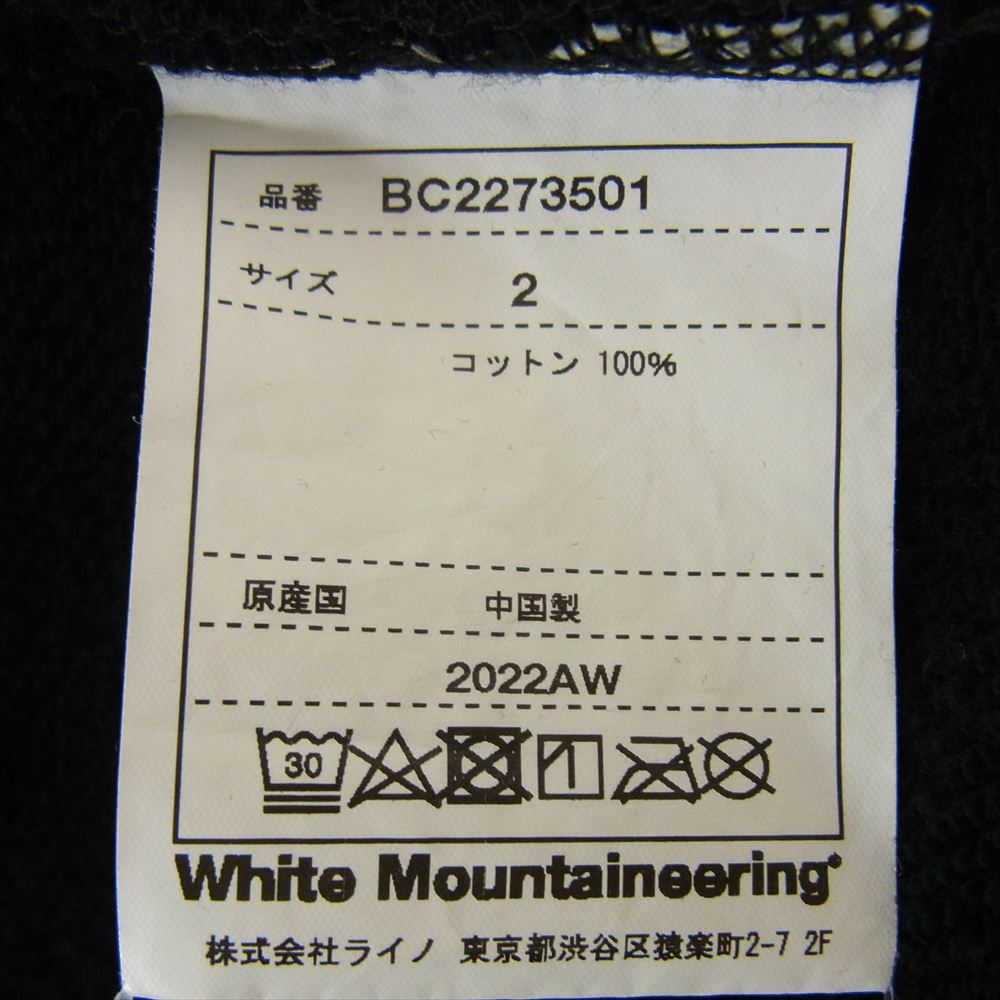 品番 BC2273501
サイズ 2
コットン 100%
原産国 中国製
2022AW
30
White Mountaineering
株式会社ライノ 東京都渋谷区猿楽町2-7 2F